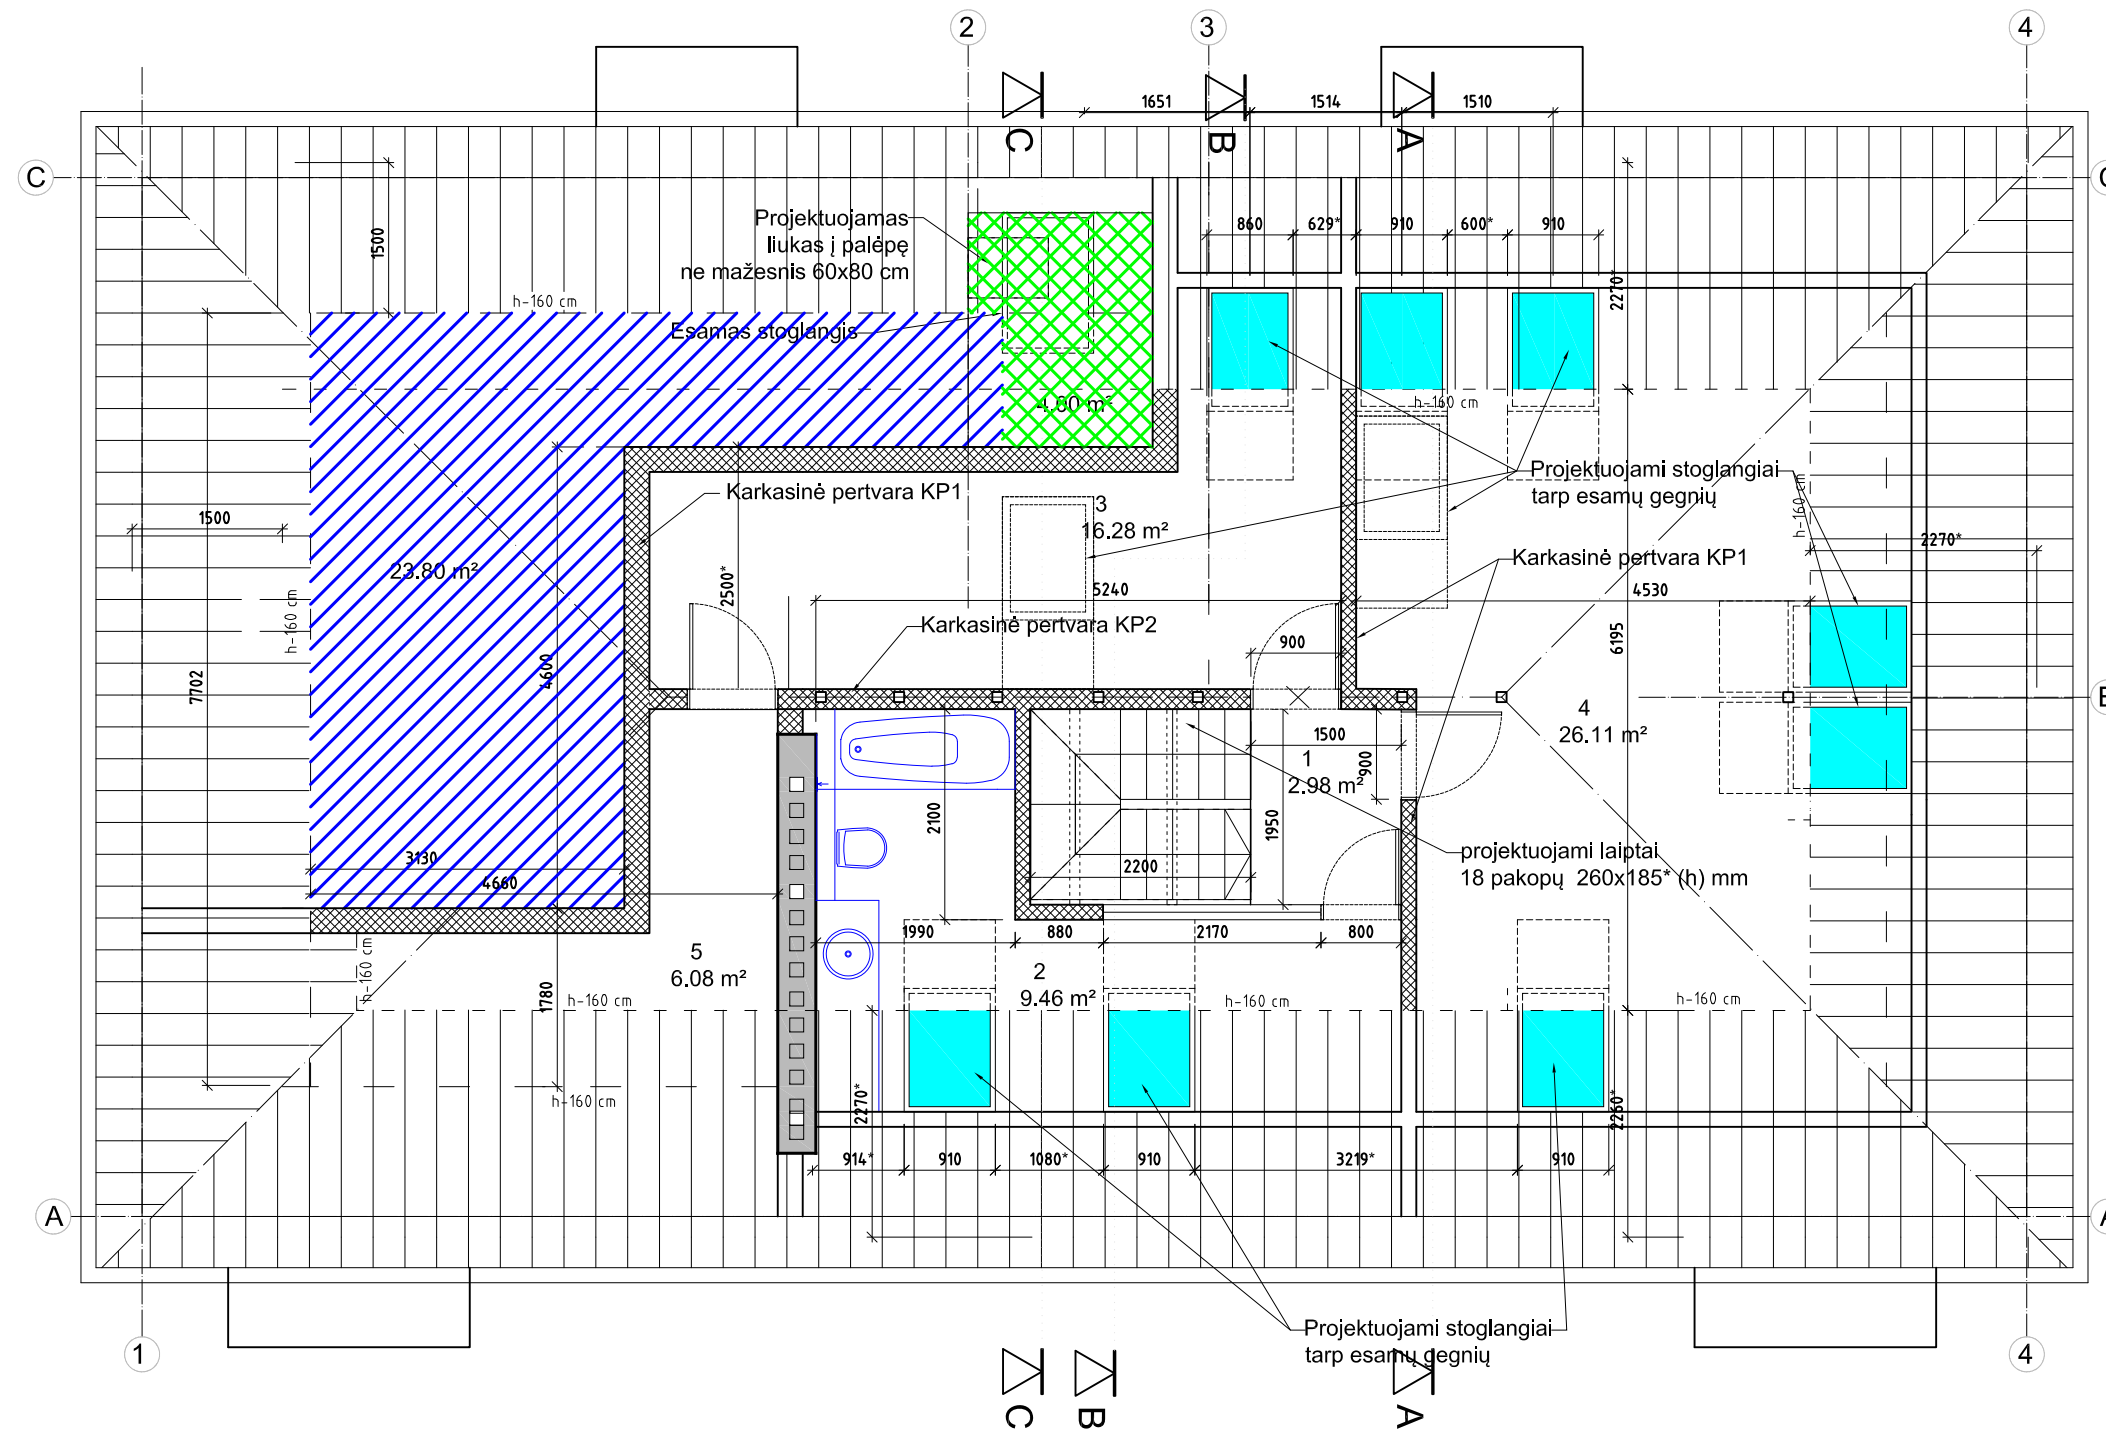 2
3
4
C
B
A
1651
1514
1510
C
C
Projektuojamas
liukas į palėpę
ne mažesnis 60x80 cm
860
629*
910
600*
910
1500
2270*
h-160 cm
Esamas stoglangis
4.60 m²
h-160 cm
Projektuojami stoglangiai
tarp esamų gegnių
h-160 cm
Karkasinė pertvara KP1
3
16.28 m²
1500
2270*
Karkasinė pertvara KP1
23.80 m²
2500*
5240
4530
h-160 cm
Karkasinė pertvara KP2
900
6195
4600
7702
B
4
26.11 m²
1500
1
2.98 m²
900
2100
1950
3130
4660
2200
projektuojami laiptai
18 pakopų 260x185* (h) mm
1990
880
2170
800
5
6.08 m²
h-160 cm
2
9.46 m²
1780
h-160 cm
h-160 cm
h-160 cm
h-160 cm
2270*
2260*
914*
910
1080*
910
3219*
910
A
A
Projektuojami stoglangiai
tarp esamų gegnių
1
4
C
B
A